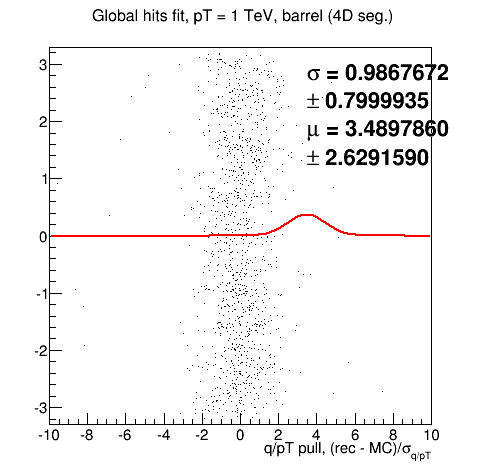 Global hits fit, pT = 1 TeV, barrel (4D seg.)
σ = 0.9867672
± 0.7999935
μ = 3.4897860
± 2.6291590
3
2
1
0
-1
-2
-3
-10 -8 -6 -4 -2 0 2 4 6 8 10
q/pT pull, (rec - MC)/σq/pT